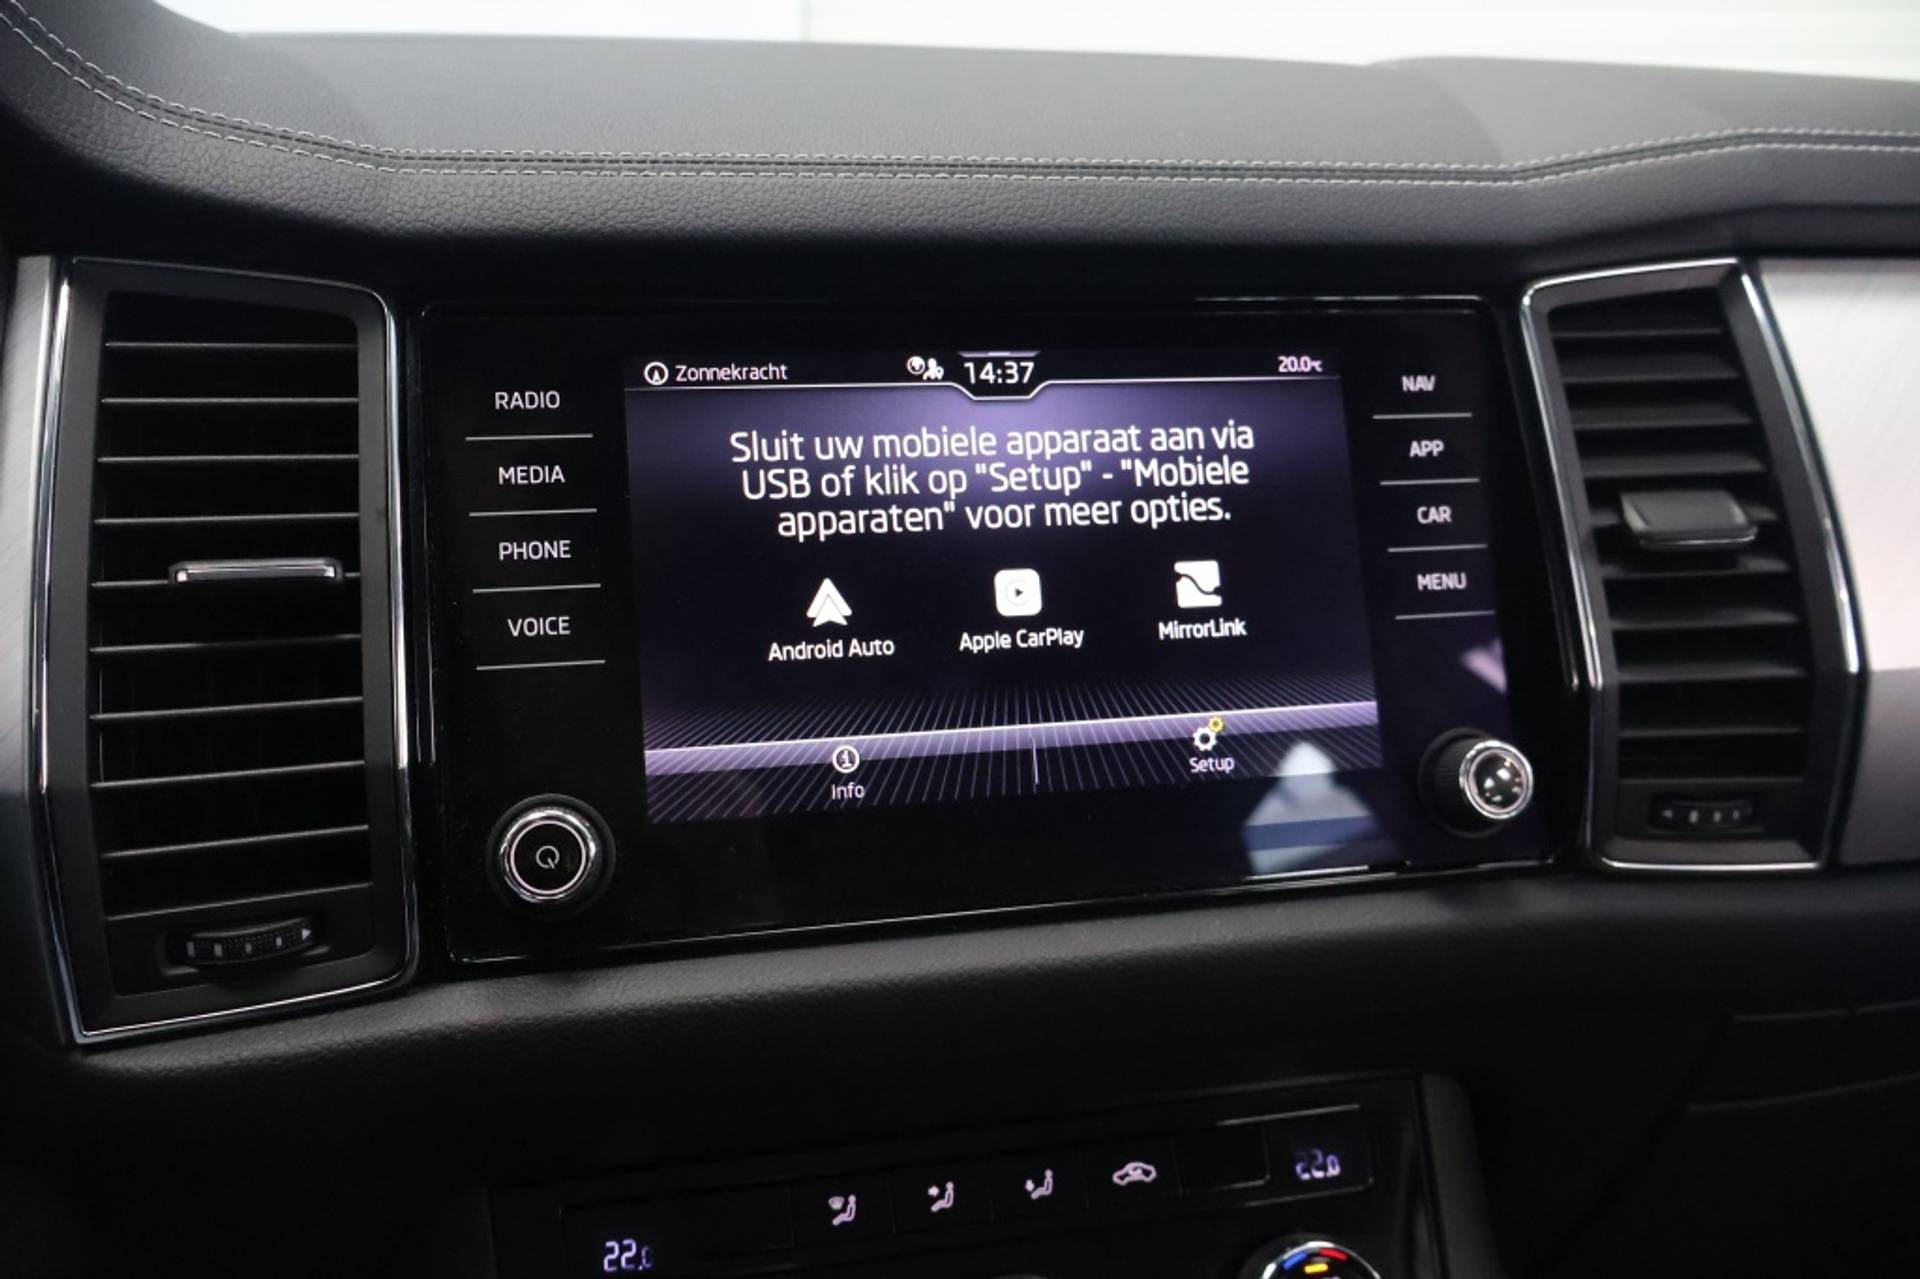 Zonnekracht 14:37 20.0°C
RADIO
MEDIA
PHONE
VOICE
Sluit uw mobiele apparaat aan via
USB of klik op "Setup" - "Mobiele
apparaten" voor meer opties.
Android Auto Apple CarPlay MirrorLink
Info Setup
NAV
APP
CAR
MENU
22.0 22.0